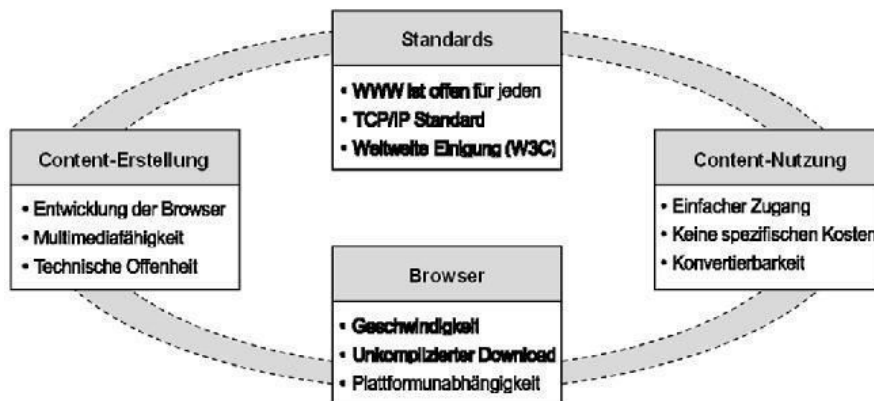 Standards
• WWW ist offen für jeden
• TCP/IP Standard
• Weltweite Einigung (W3C)
Content-Erstellung
• Entwicklung der Browser
• Multimediafähigkeit
• Technische Offenheit
Content-Nutzung
• Einfacher Zugang
• Keine spezifischen Kosten
• Konvertierbarkeit
Browser
• Geschwindigkeit
• Unkomplizierter Download
• Plattformunabhängigkeit